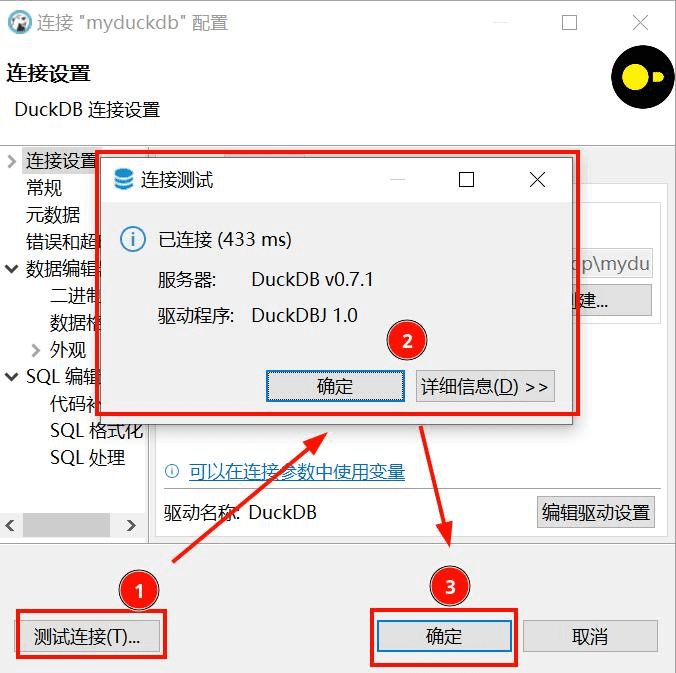 连接 "myduckdb" 配置
连接设置
DuckDB 连接设置
连接设置
常规
元数据
错误和超
数据编辑
二进制
数据格
外观
SQL 编辑
代码补
SQL 格式化
SQL 处理
连接测试
已连接 (433 ms)
服务器: DuckDB v0.7.1
驱动程序: DuckDBJ 1.0
2
确定
详细信息(D) >>
op\mydu
建...
可以在连接参数中使用变量
驱动名称: DuckDB
编辑驱动设置
1
3
测试连接(T)...
确定
取消